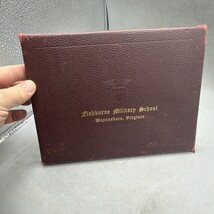 Fishburne Military School
Waynesboro, Virginia